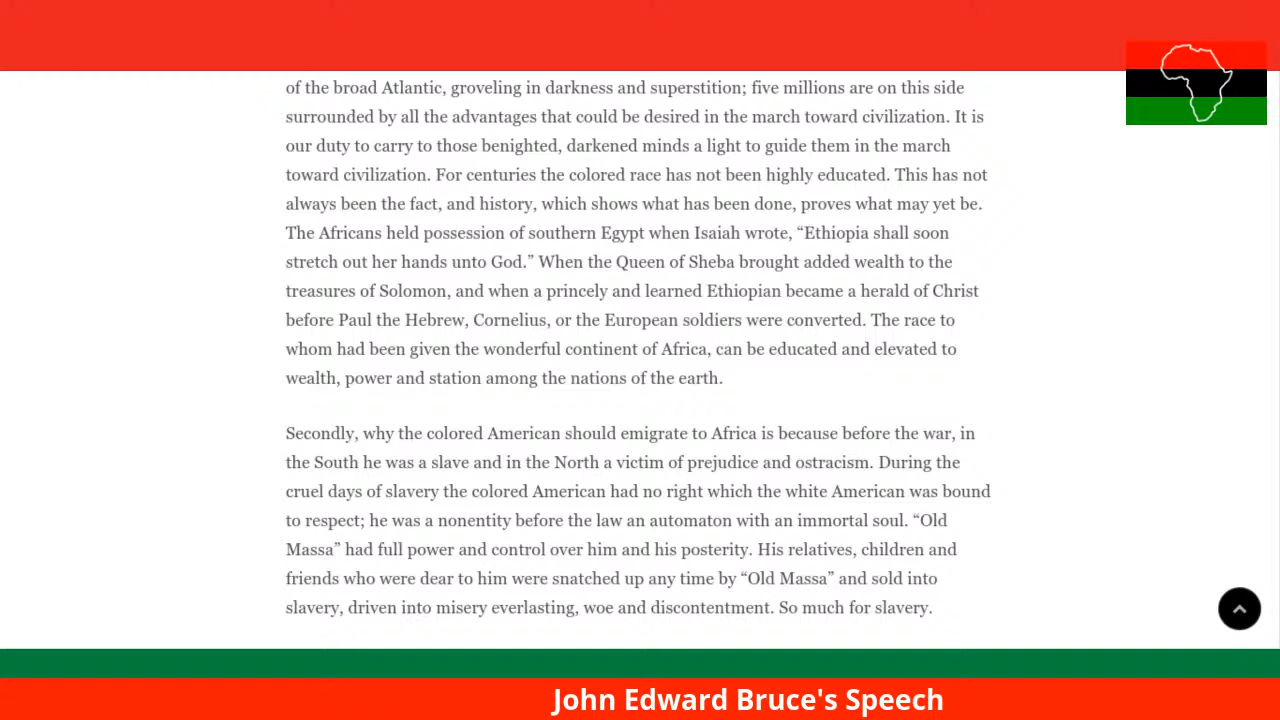 of the broad Atlantic, groveling in darkness and superstition; five millions are on this side
surrounded by all the advantages that could be desired in the march toward civilization. It is
our duty to carry to those benighted, darkened minds a light to guide them in the march
toward civilization. For centuries the colored race has not been highly educated. This has not
always been the fact, and history, which shows what has been done, proves what may yet be.
The Africans held possession of southern Egypt when Isaiah wrote, “Ethiopia shall soon
stretch out her hands unto God.” When the Queen of Sheba brought added wealth to the
treasures of Solomon, and when a princely and learned Ethiopian became a herald of Christ
before Paul the Hebrew, Cornelius, or the European soldiers were converted. The race to
whom had been given the wonderful continent of Africa, can be educated and elevated to
wealth, power and station among the nations of the earth.
Secondly, why the colored American should emigrate to Africa is because before the war, in
the South he was a slave and in the North a victim of prejudice and ostracism. During the
cruel days of slavery the colored American had no right which the white American was bound
to respect; he was a nonentity before the law an automaton with an immortal soul. “Old
Massa” had full power and control over him and his posterity. His relatives, children and
friends who were dear to him were snatched up any time by “Old Massa” and sold into
slavery, driven into misery everlasting, woe and discontentment. So much for slavery.
John Edward Bruce's Speech